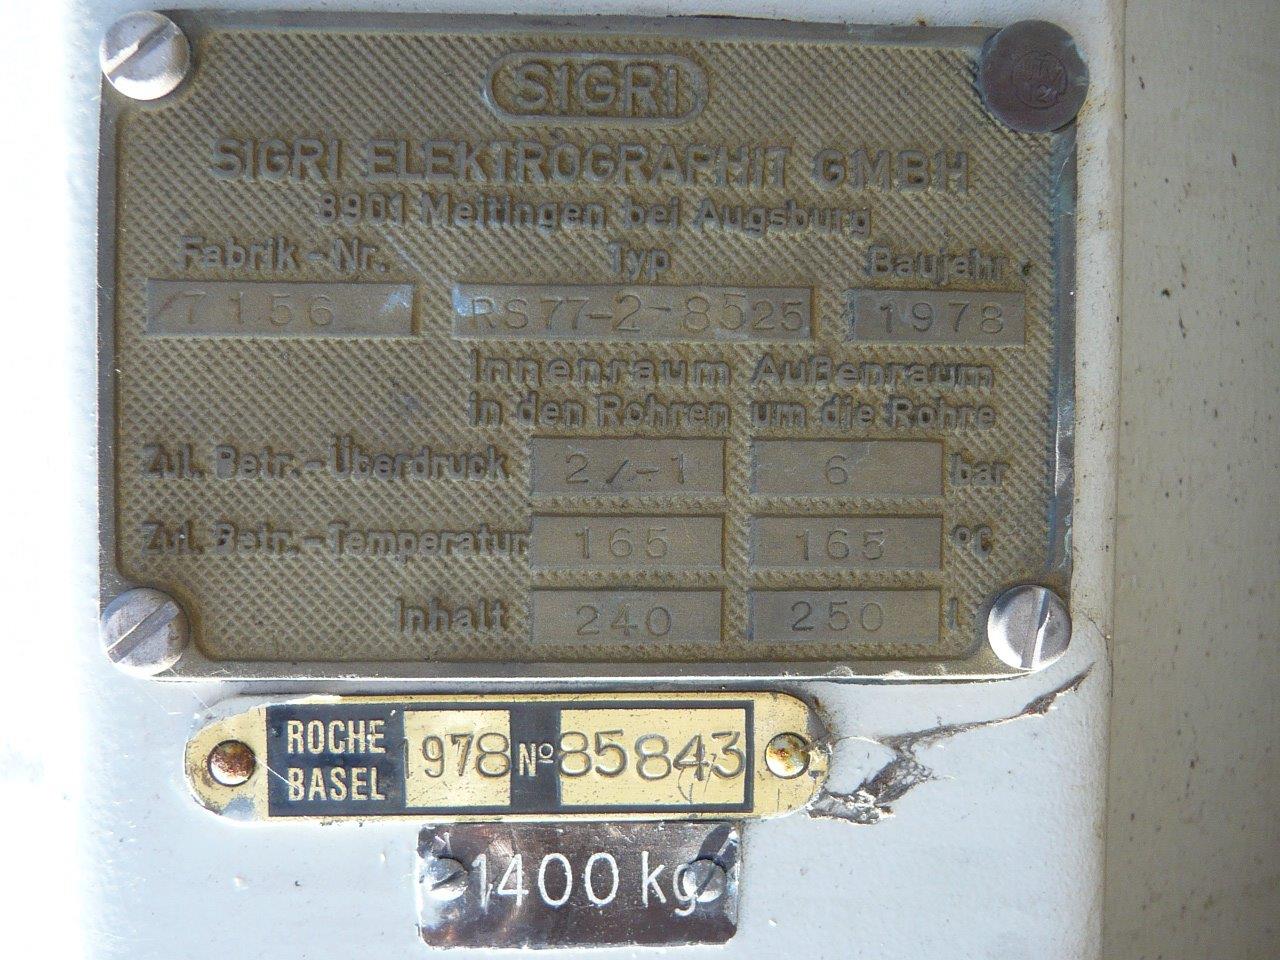 SIGRI
SIGRI ELEKTROGRAPHIT GMBH
8901 Meitingen bei Augsburg
Fabrik-Nr. Typ Baujahr
7156 RS77-2-8525 1978
Innenraum Außenraum
in den Rohren um die Rohre
Zul. Betr.-Überdruck 2/-1 6 bar
Zul. Betr.-Temperatur 165 165 °C
Inhalt 240 250 l
ROCHE
BASEL
1978 Nº 85843
1400 kg